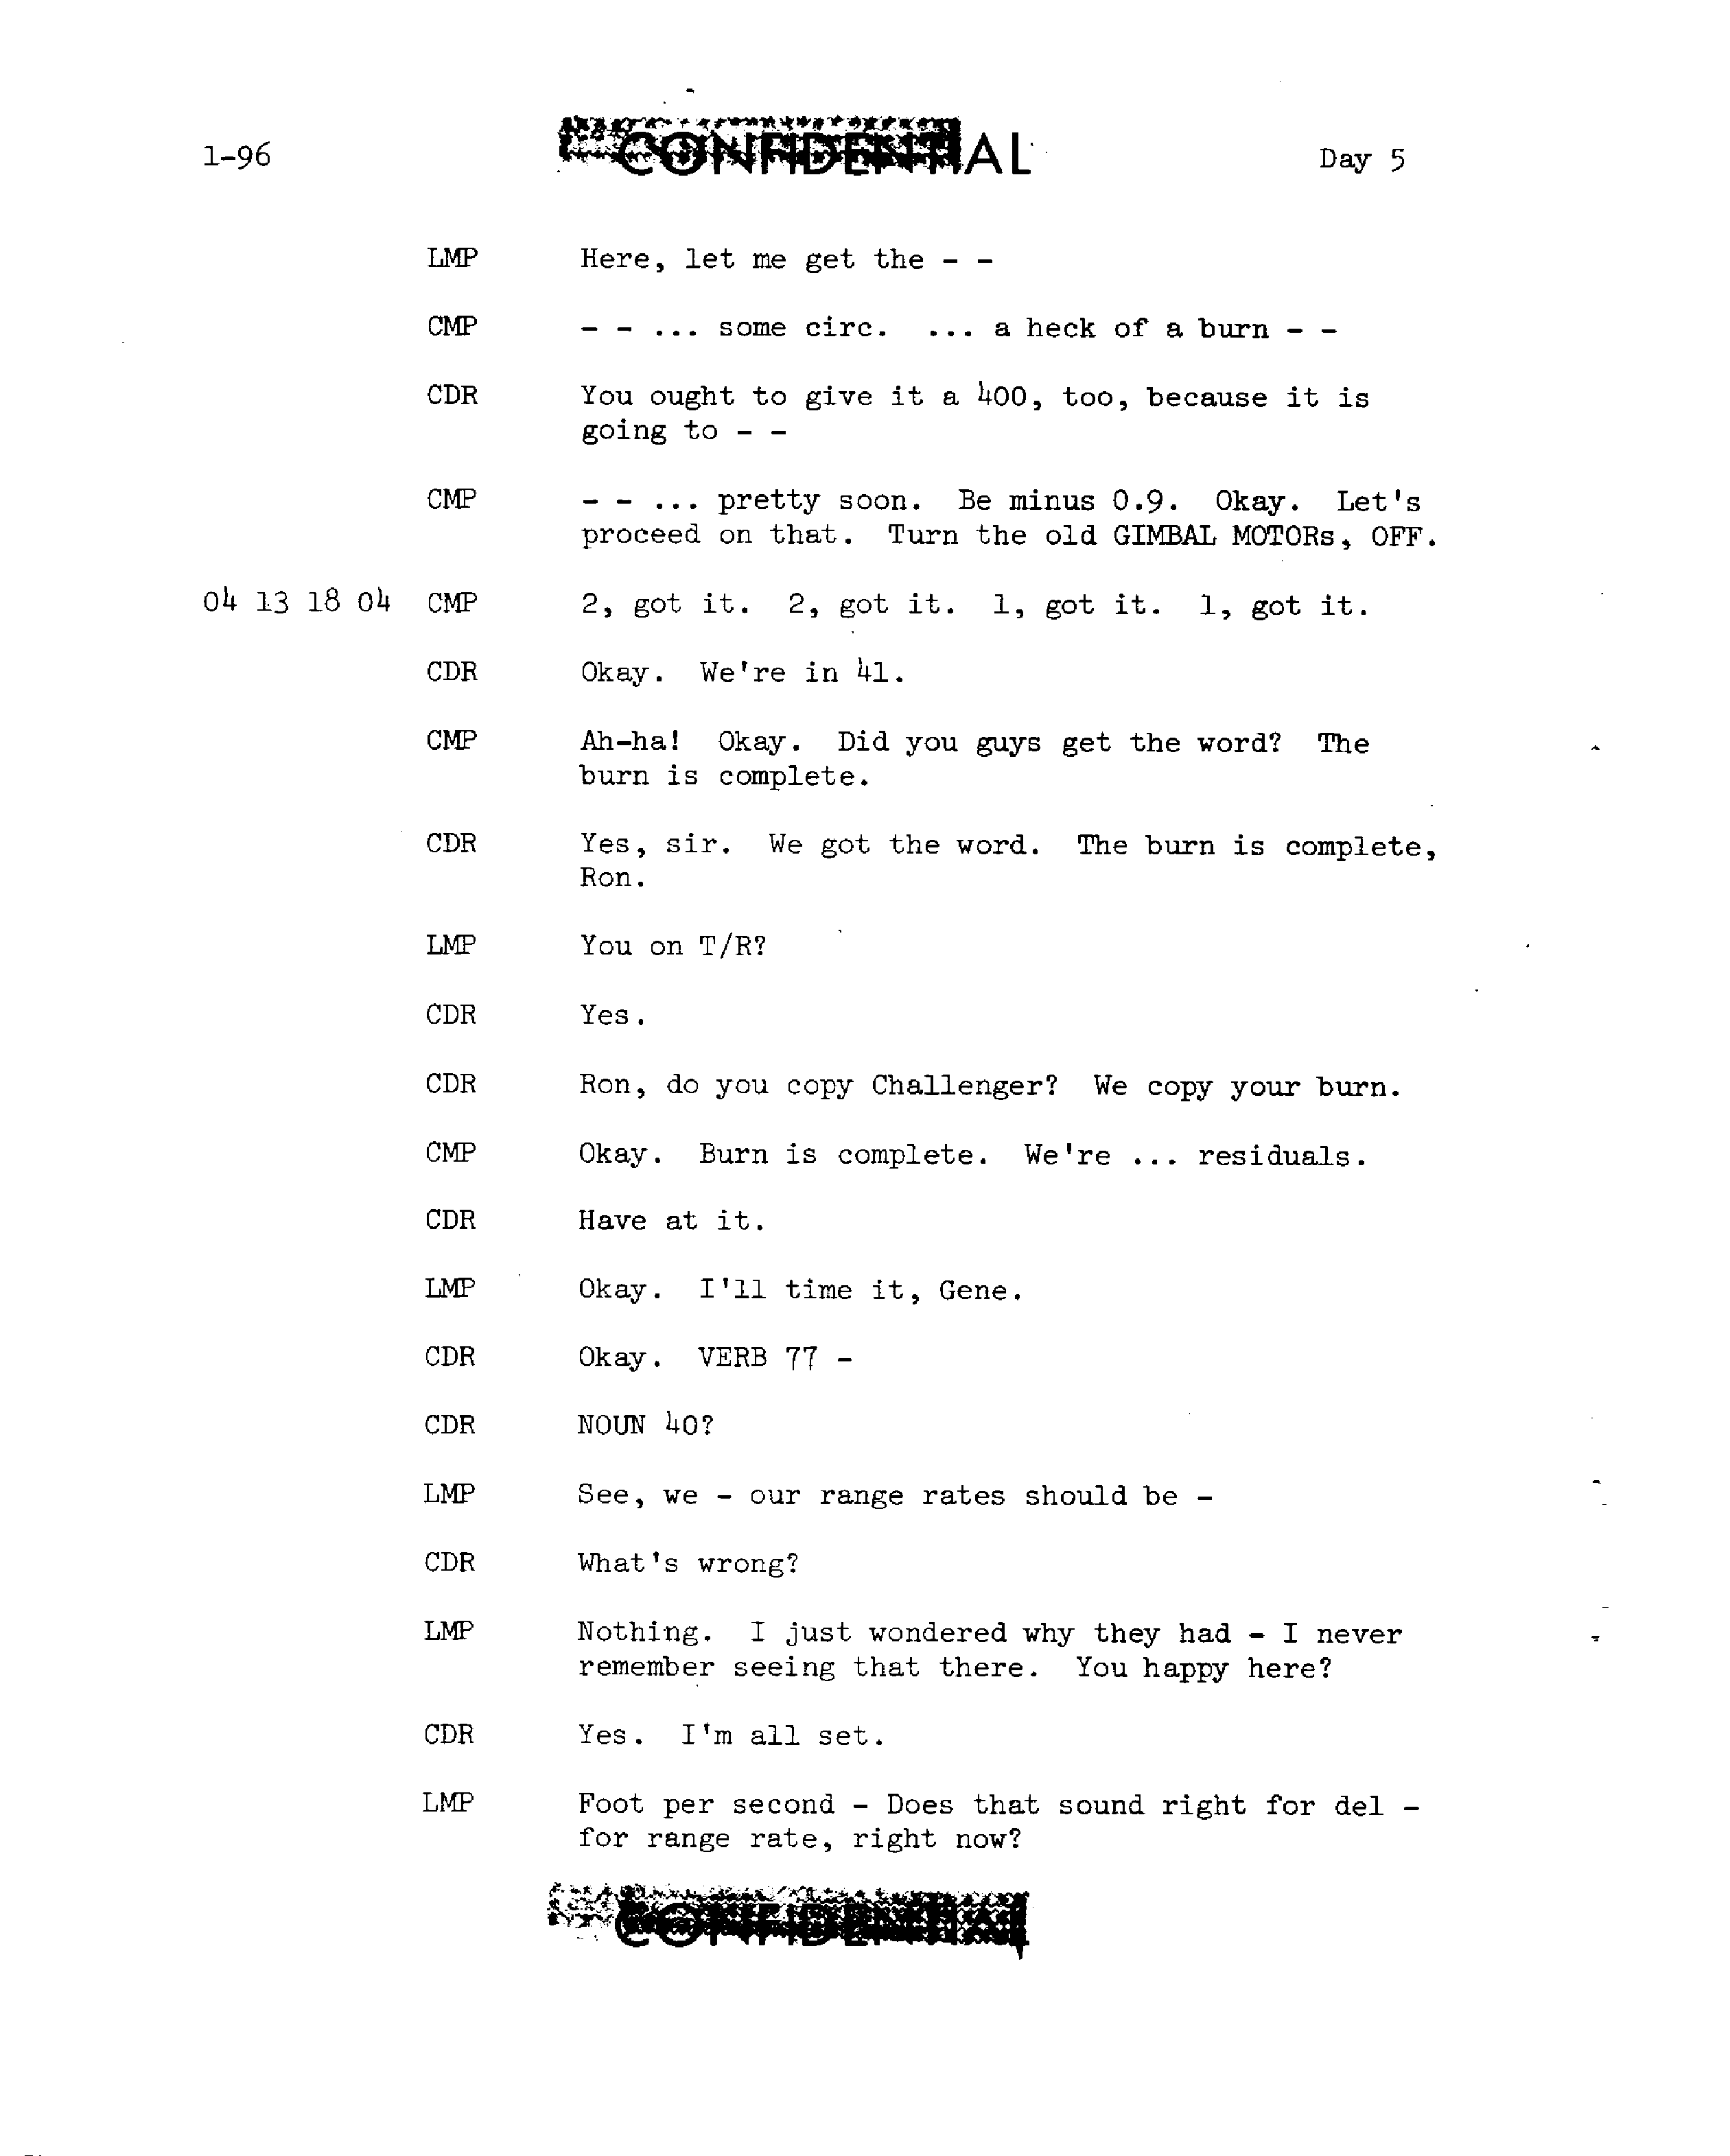 1-96 CONFIDENTIAL Day 5
LMP Here, let me get the - -
CMP - - ... some circ. ... a heck of a burn - -
CDR You ought to give it a 400, too, because it is
going to - -
CMP - - ... pretty soon. Be minus 0.9. Okay. Let's
proceed on that. Turn the old GIMBAL MOTORs, OFF.
04 13 18 04 CMP 2, got it. 2, got it. 1, got it. 1, got it.
CDR Okay. We're in 41.
CMP Ah-ha! Okay. Did you guys get the word? The
burn is complete.
CDR Yes, sir. We got the word. The burn is complete,
Ron.
LMP You on T/R?
CDR Yes.
CDR Ron, do you copy Challenger? We copy your burn.
CMP Okay. Burn is complete. We're ... residuals.
CDR Have at it.
LMP Okay. I'll time it, Gene.
CDR Okay. VERB 77 -
CDR NOUN 40?
LMP See, we - our range rates should be -
CDR What's wrong?
LMP Nothing. I just wondered why they had - I never
remember seeing that there. You happy here?
CDR Yes. I'm all set.
LMP Foot per second - Does that sound right for del -
for range rate, right now?
CONFIDENTIAL